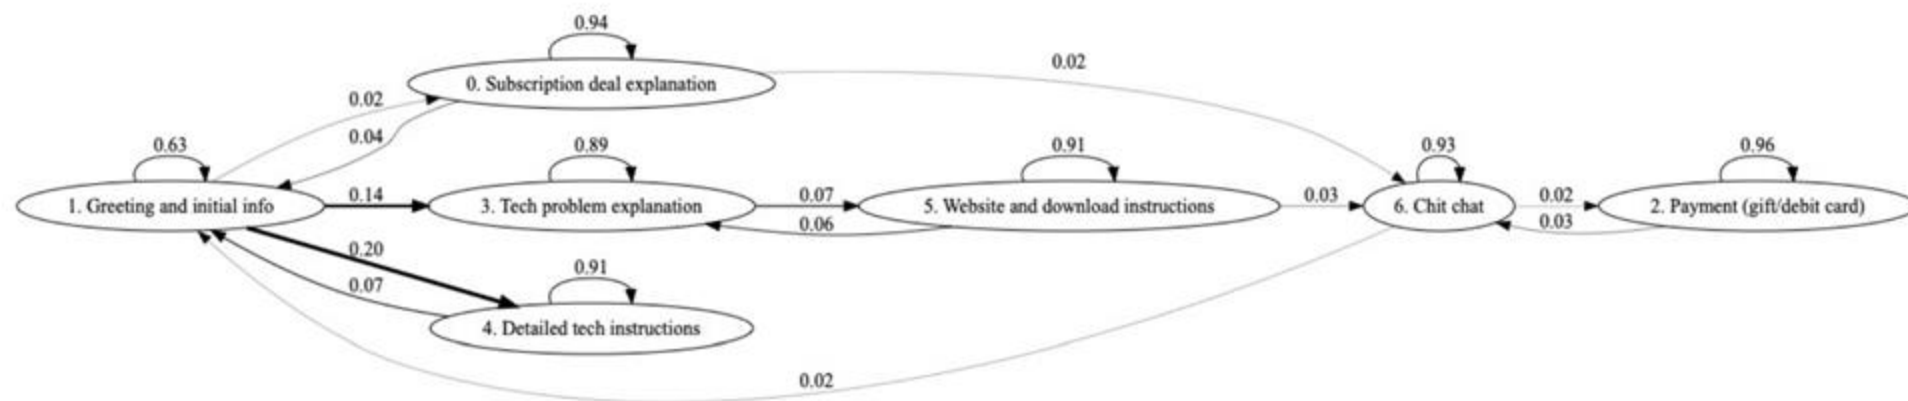 0.94
0. Subscription deal explanation
0.02
0.02
0.04
0.63
0.89
0.91
0.93
0.96
1. Greeting and initial info
0.14
3. Tech problem explanation
0.07
5. Website and download instructions
0.03
6. Chit chat
0.02
2. Payment (gift/debit card)
0.06
0.03
0.20
0.07
0.91
4. Detailed tech instructions
0.02